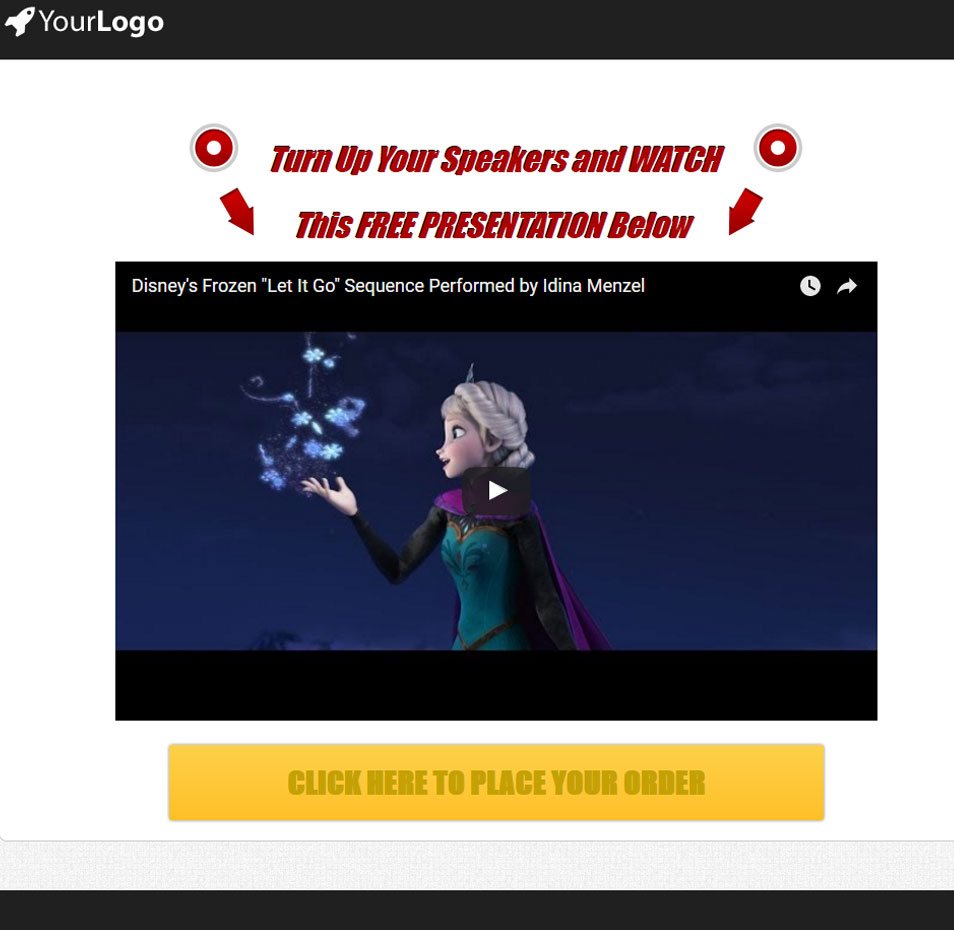 YourLogo
Turn Up Your Speakers and WATCH
This FREE PRESENTATION Below
Disney's Frozen "Let It Go" Sequence Performed by Idina Menzel
CLICK HERE TO PLACE YOUR ORDER